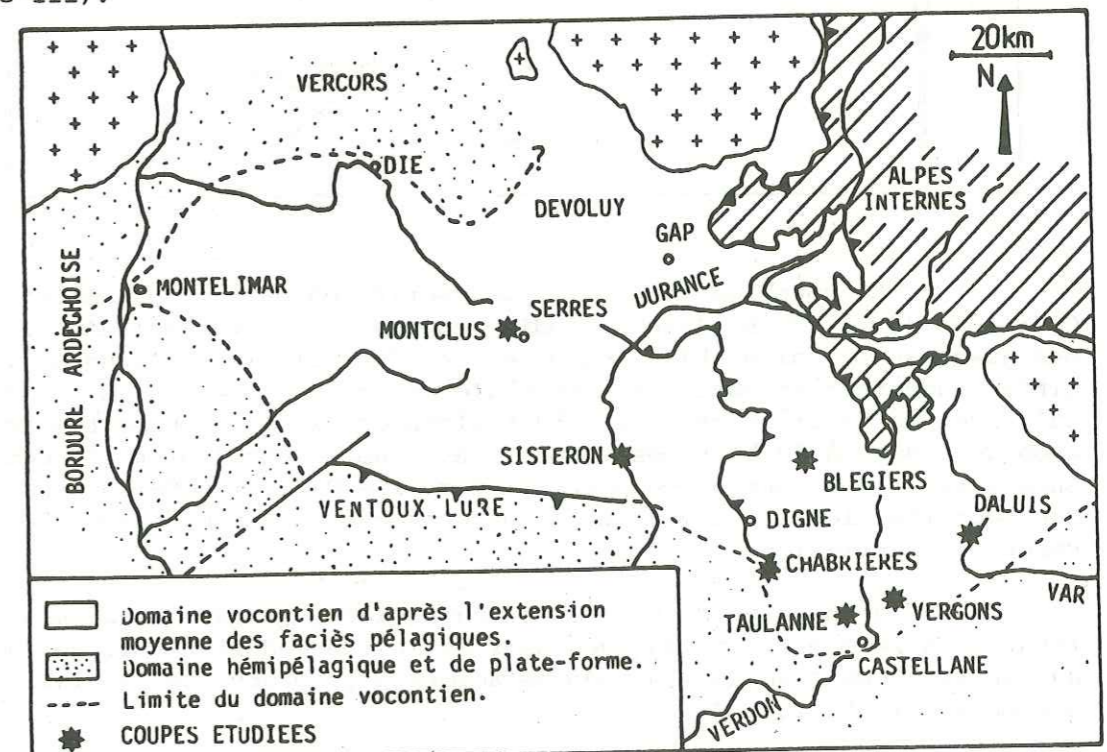 20km
N
VERCURS
DIE
?
DEVOLUY
ALPES
INTERNES
GAP
BORDURE ARDECHOISE
MONTELIMAR
DURANCE
SERRES
MONTCLUS
SISTERON
BLEGIERS
VENTOUX LURE
DIGNE
DALUIS
CHABRIERES
VAR
TAULANNE
VERGONS
CASTELLANE
VERDON
Domaine vocontien d'après l'extension
moyenne des faciès pélagiques.
Domaine hémipélagique et de plate-forme.
Limite du domaine vocontien.
COUPES ETUDIEES